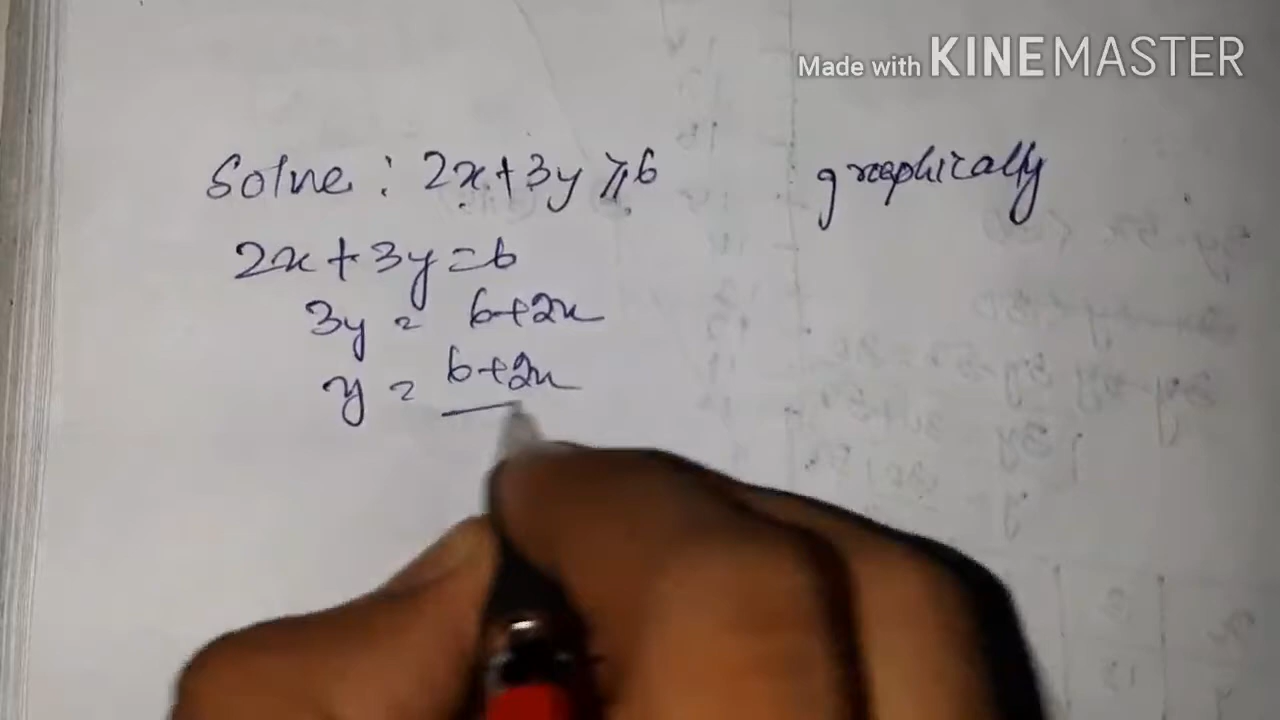 Made with KINEMASTER
Solve : 2x+3y ≥ 6 graphically
2x+3y=6
3y = 6+2x
y = 6+2x